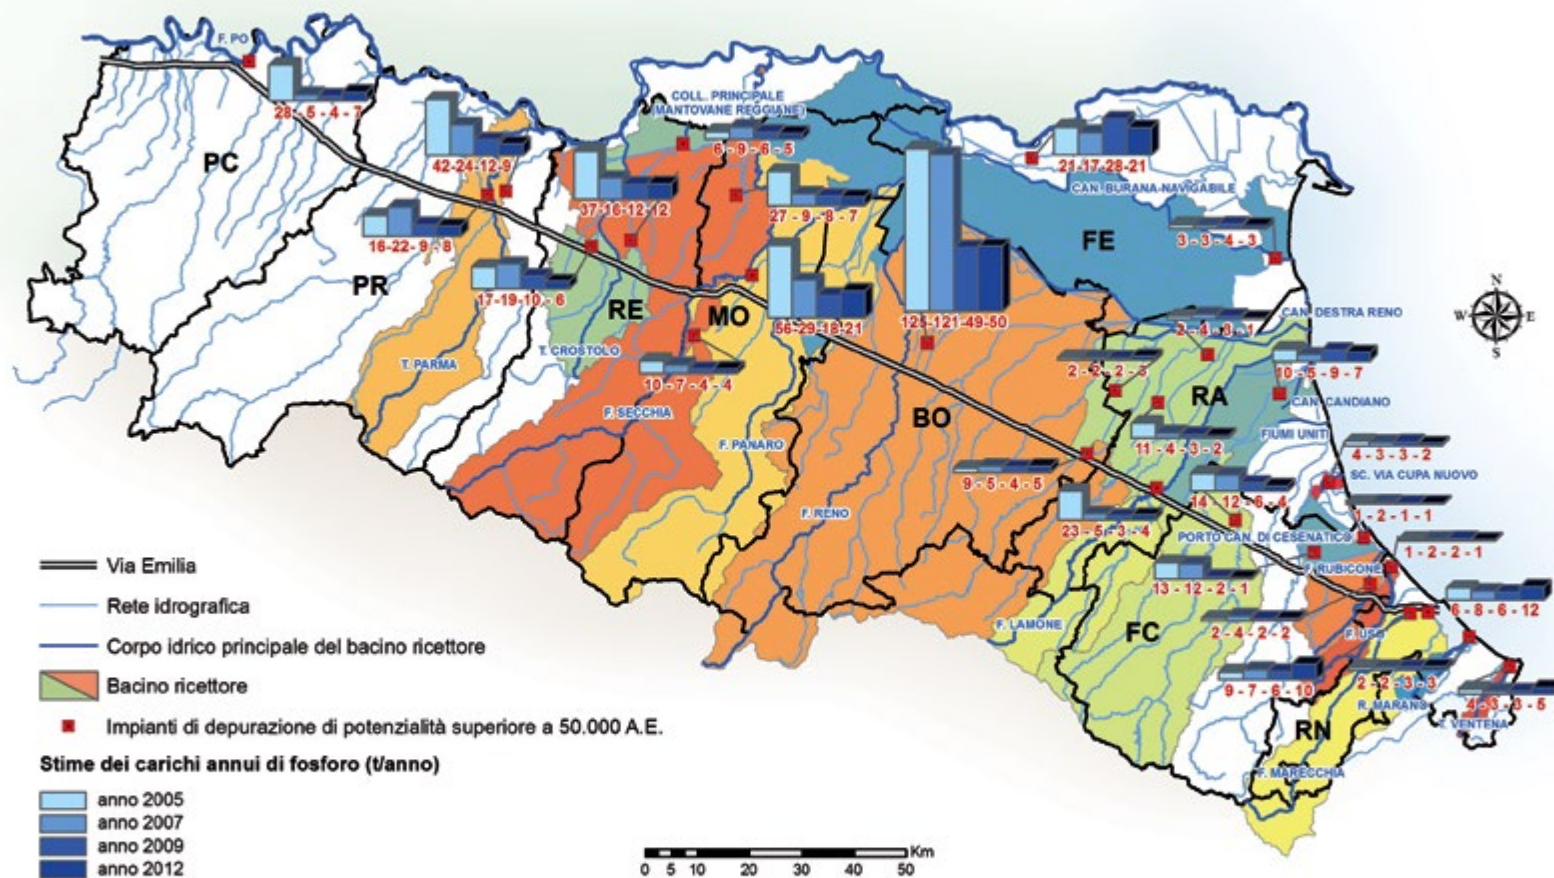 F. PO
28 - 5 - 4 - 7
PC
COLL. PRINCIPALE
(MANTOVANE REGGIANE)
42-24-12-9
6 - 9 - 6 - 5
21-17-28-21
CAN. BURANA-NAVIGABILE
37-16-12-12
27 - 9 - 8 - 7
16-22- 9 - 8
3 - 3 - 4 - 3
FE
PR
17-19-10 - 6
RE
MO
56-29-18-21
125-121-49-50
CAN. DESTRA RENO
2 - 4 - 3 - 1
T. CROSTOLO
T. PARMA
10 - 7 - 4 - 4
2 - 2 - 2 - 3
10 - 5 - 9 - 7
RA
CAN. CANDIANO
F. SECCHIA
BO
FIUMI UNITI
F. PANARO
11 - 4 - 3 - 2
4 - 3 - 3 - 2
9 - 5 - 4 - 5
SC. VIA CUPA NUOVO
14 - 12 - 6 - 4
F. RENO
23 - 5 - 3 - 4
1 - 2 - 1 - 1
PORTO CAN. DI CESENATICO
1 - 2 - 2 - 1
F. RUBICONE
13 - 12 - 2 - 1
6 - 8 - 6 - 12
F. LAMONE
FC
2 - 4 - 2 - 2
F. USO
9 - 7 - 6 - 10
2 - 2 - 3 - 3
R. MARANO
4 - 3 - 3 - 5
T. VENTENA
RN
F. MARECCHIA
N
W
E
S
Via Emilia
Rete idrografica
Corpo idrico principale del bacino ricettore
Bacino ricettore
Impianti di depurazione di potenzialità superiore a 50.000 A.E.
Stime dei carichi annui di fosforo (t/anno)
anno 2005
anno 2007
anno 2009
anno 2012
Km
0 5 10 20 30 40 50